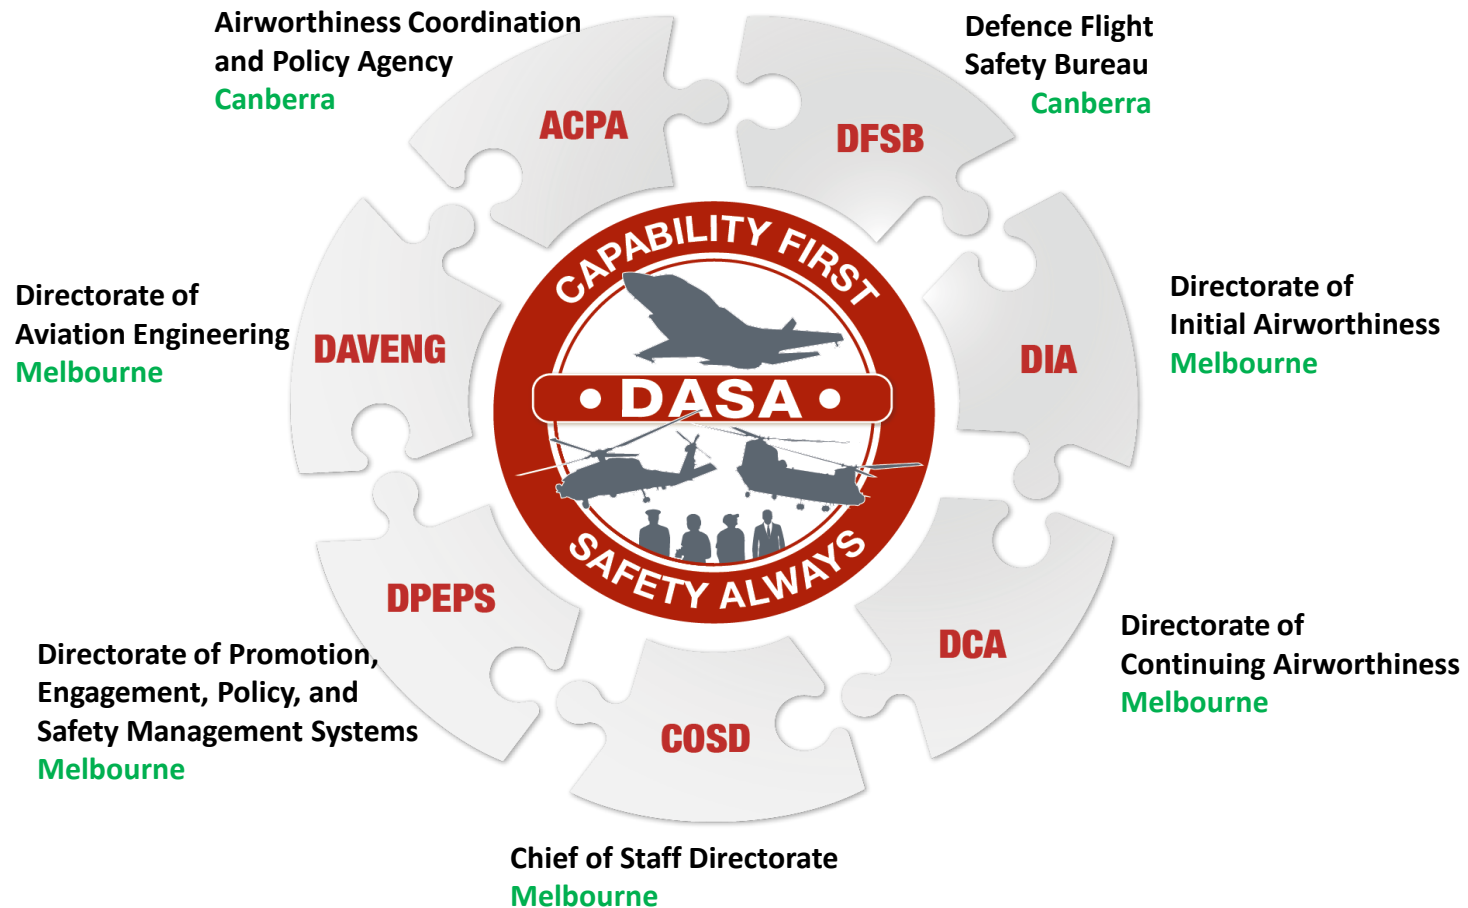 Airworthiness Coordination
and Policy Agency
Canberra
ACPA
Defence Flight
Safety Bureau
Canberra
DFSB
Directorate of
Initial Airworthiness
Melbourne
DIA
Directorate of
Continuing Airworthiness
Melbourne
DCA
Chief of Staff Directorate
Melbourne
COSD
Directorate of Promotion,
Engagement, Policy, and
Safety Management Systems
Melbourne
DPEPS
Directorate of
Aviation Engineering
Melbourne
DAVENG
CAPABILITY FIRST
• DASA •
SAFETY ALWAYS